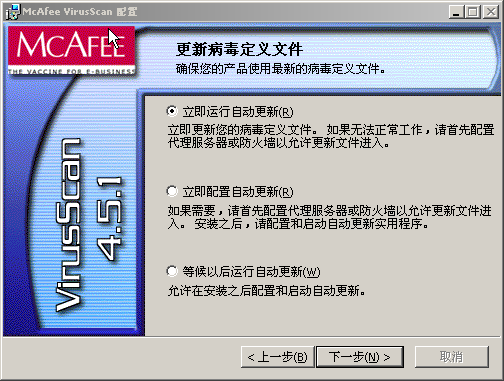 McAfee VirusScan 配置
McAFEE
THE VACCINE FOR E-BUSINESS
更新病毒定义文件
确保您的产品使用最新的病毒定义文件。
VirusScan
4.5.1
立即运行自动更新(R)
立即更新您的病毒定义文件。 如果无法正常工作，请首先配置
代理服务器或防火墙以允许更新文件进入。
立即配置自动更新(R)
如果需要，请首先配置代理服务器或防火墙以允许更新文件进
入。 安装之后，请配置和启动自动更新实用程序。
等候以后运行自动更新(W)
允许在安装之后配置和启动自动更新。
< 上一步(B)
下一步(N) >
取消